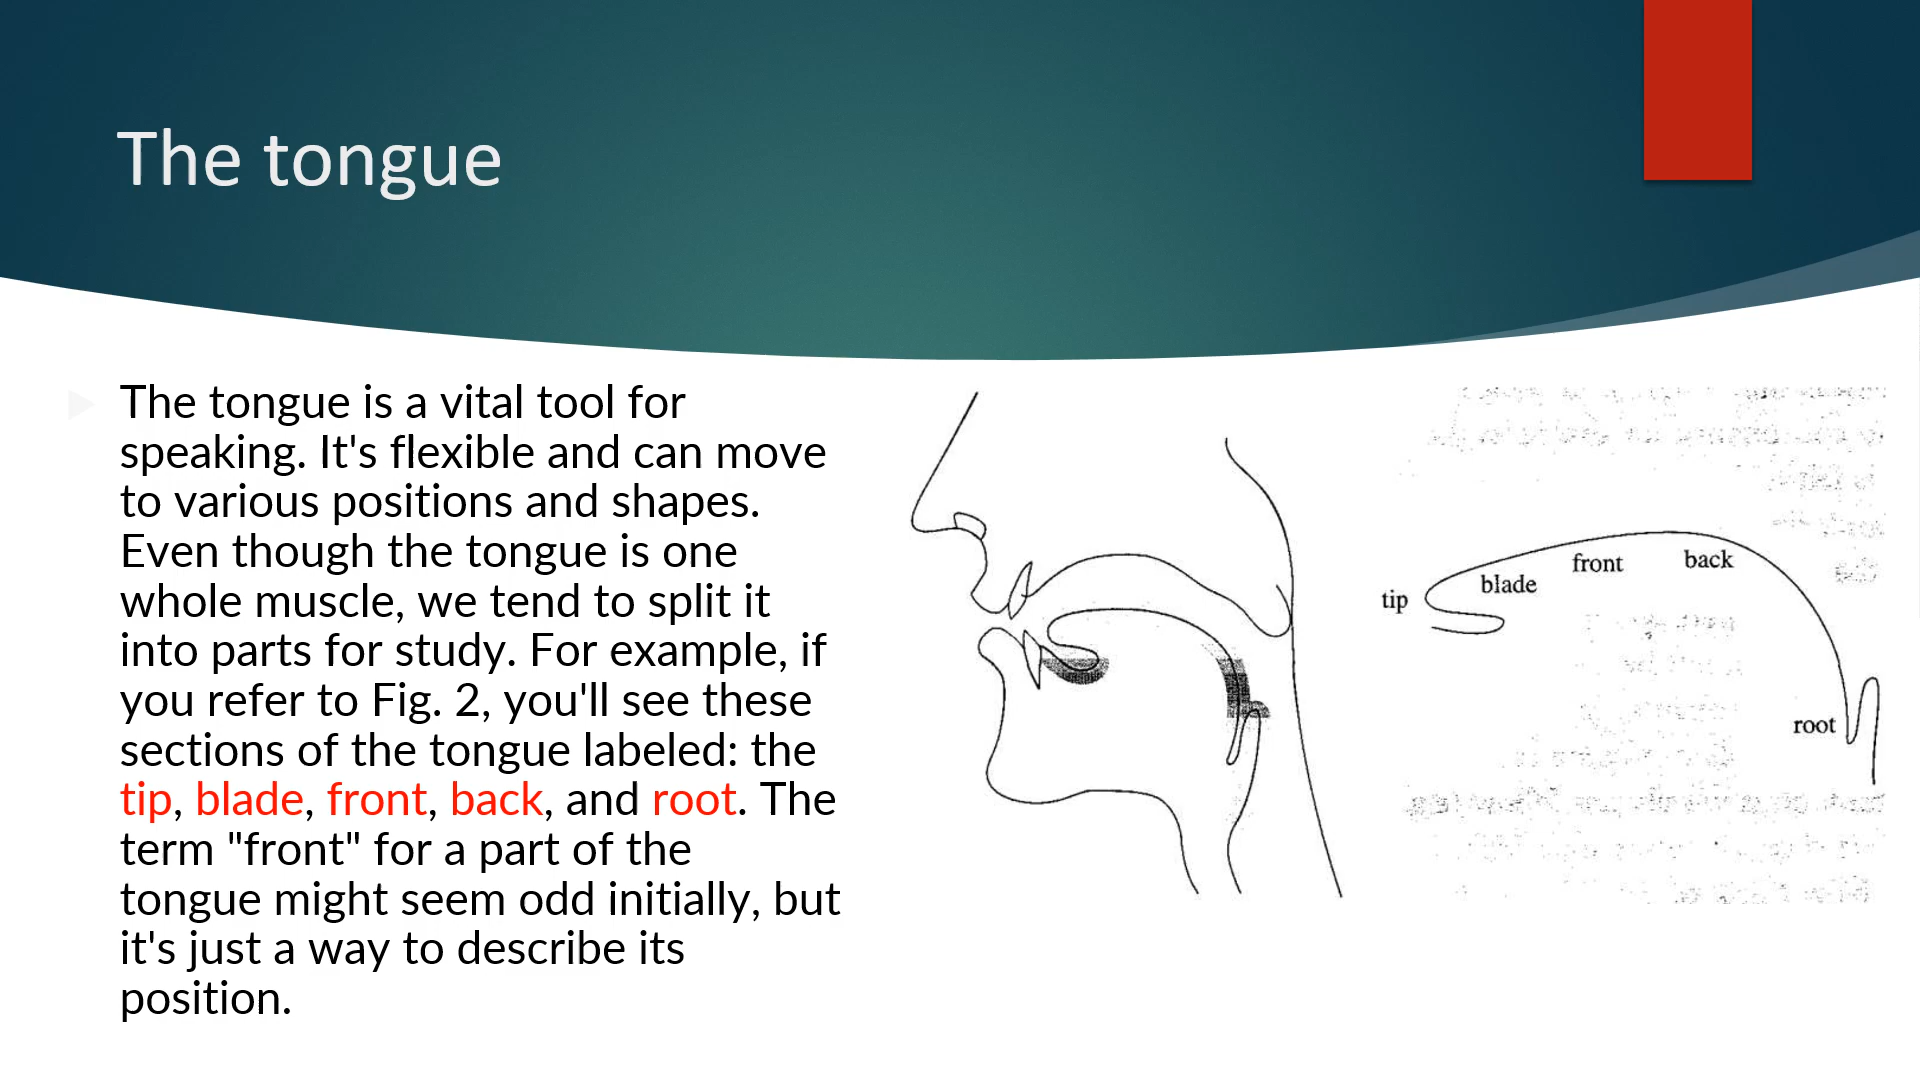 The tongue
The tongue is a vital tool for
speaking. It's flexible and can move
to various positions and shapes.
Even though the tongue is one
whole muscle, we tend to split it
into parts for study. For example, if
you refer to Fig. 2, you'll see these
sections of the tongue labeled: the
tip, blade, front, back, and root. The
term "front" for a part of the
tongue might seem odd initially, but
it's just a way to describe its
position.
tip
blade
front
back
root